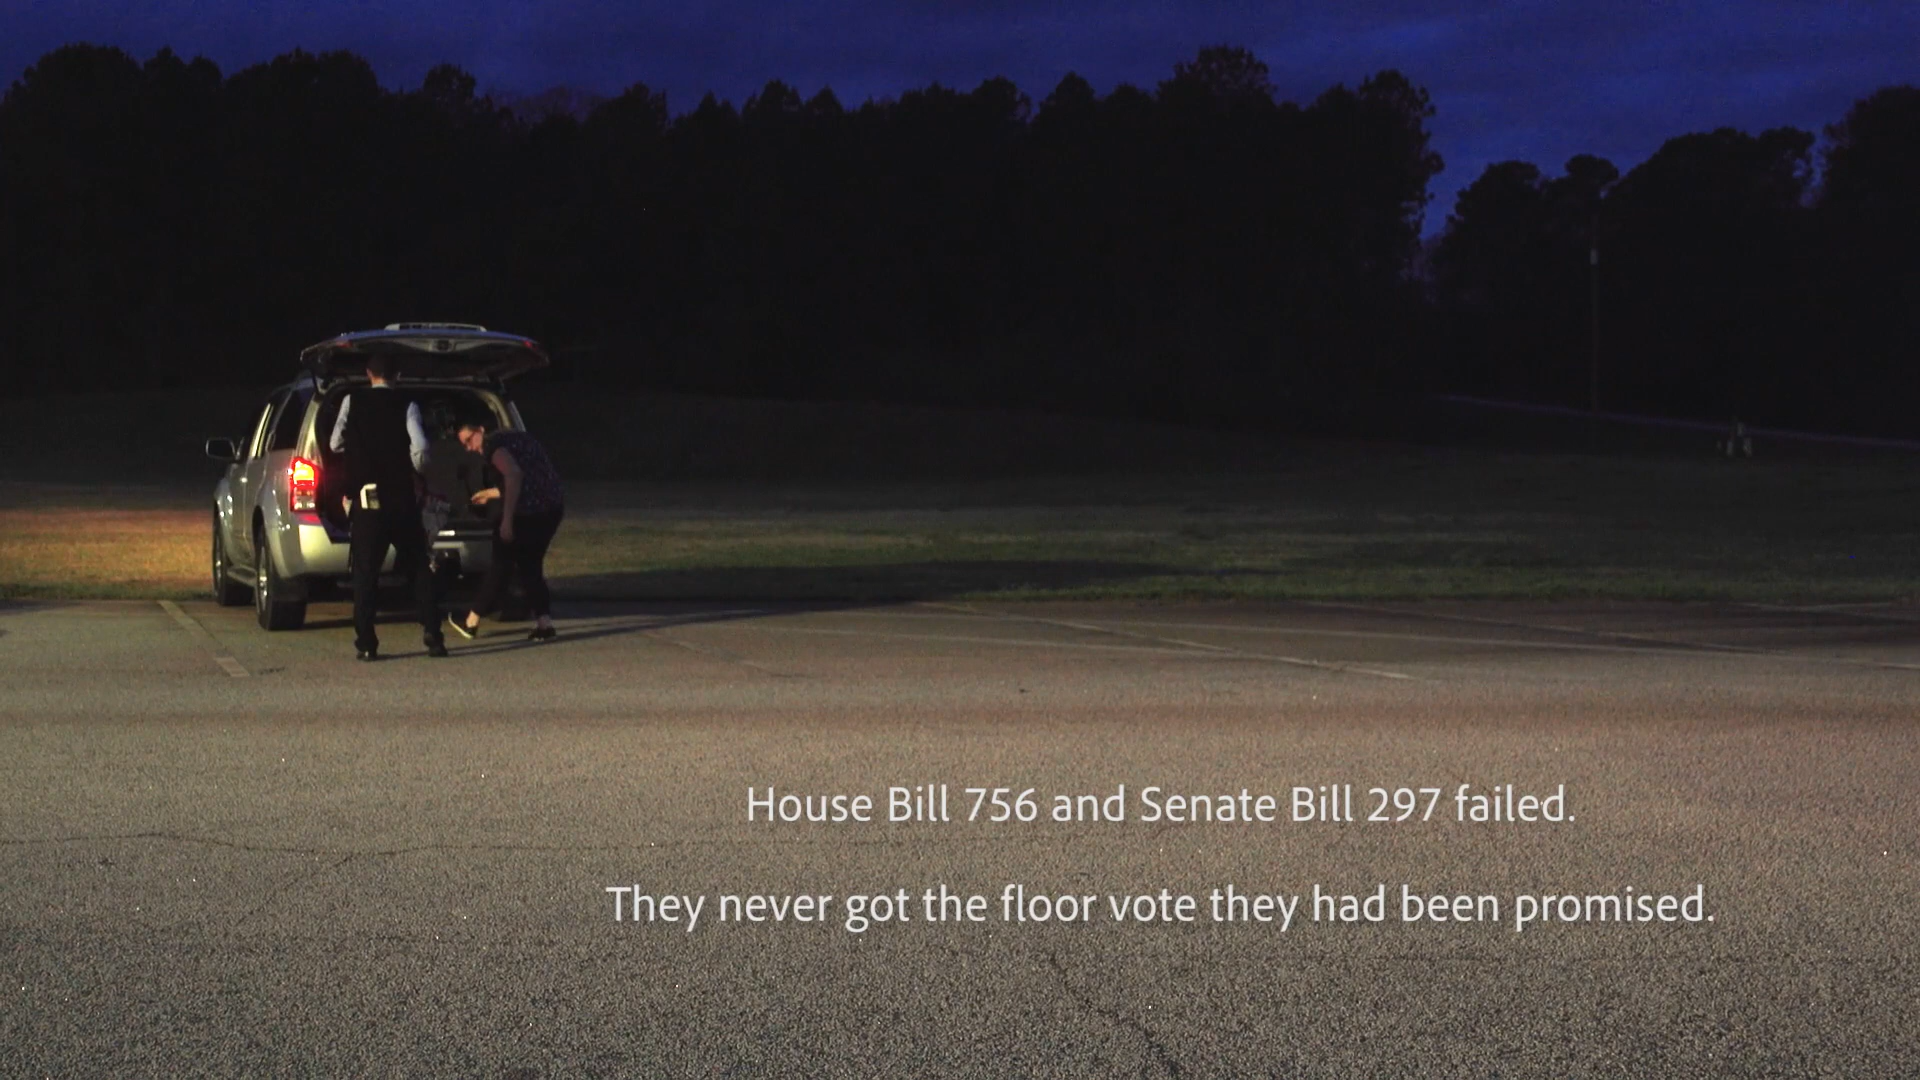 House Bill 756 and Senate Bill 297 failed.
They never got the floor vote they had been promised.